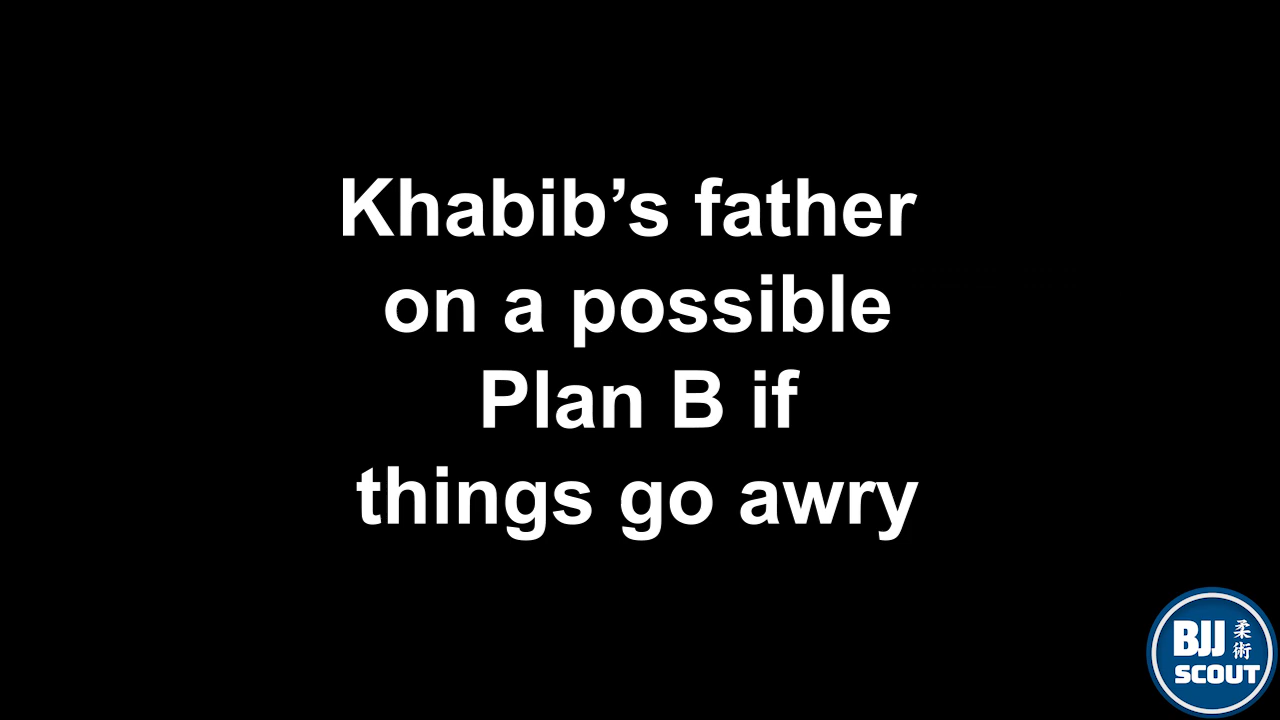 Khabib’s father
on a possible
Plan B if
things go awry
BJJ 柔術
SCOUT